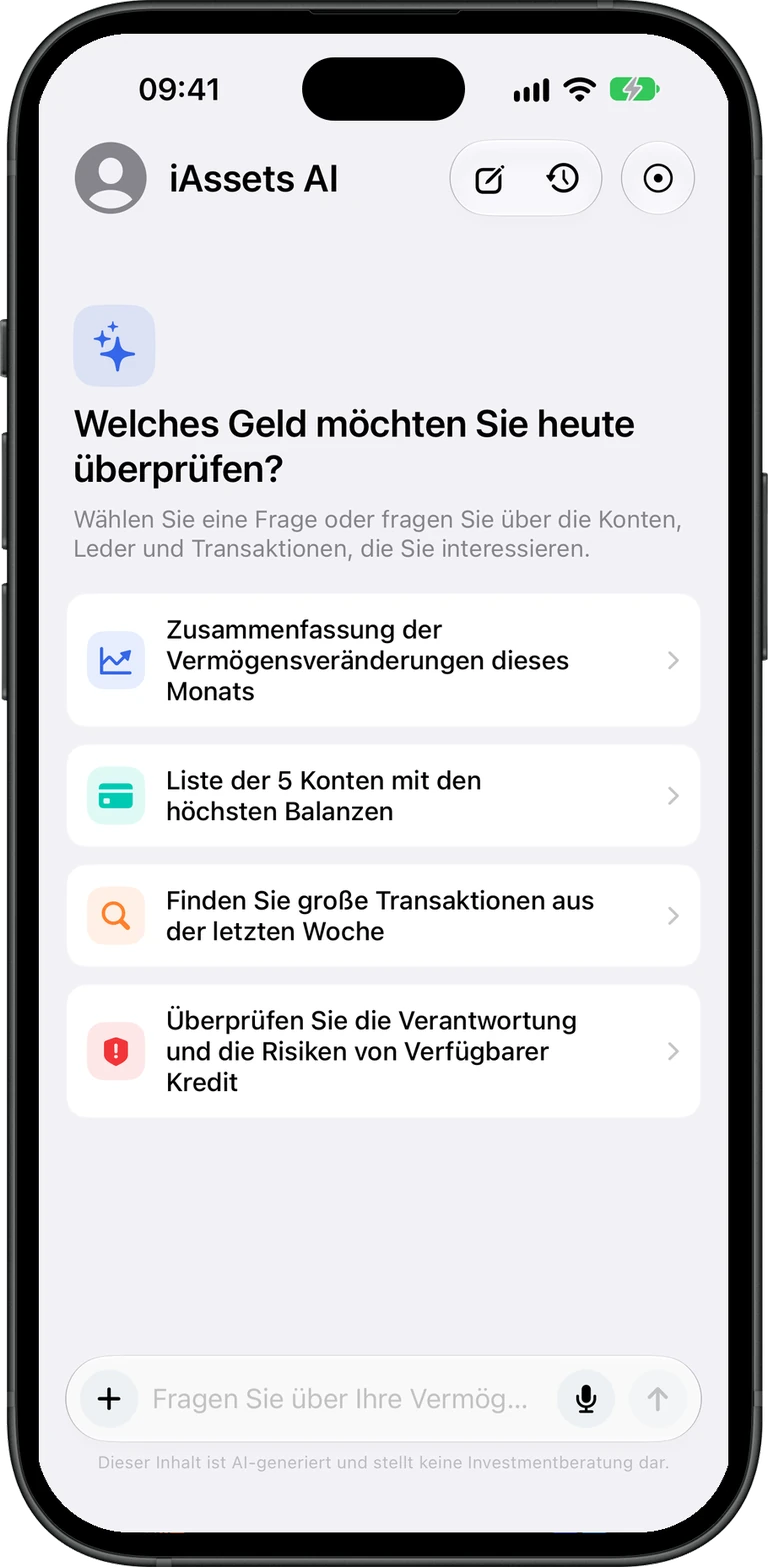 09:41
iAssets AI
Welches Geld möchten Sie heute
überprüfen?
Wählen Sie eine Frage oder fragen Sie über die Konten,
Leder und Transaktionen, die Sie interessieren.
Zusammenfassung der
Vermögensveränderungen dieses
Monats
Liste der 5 Konten mit den
höchsten Balanzen
Finden Sie große Transaktionen aus
der letzten Woche
Überprüfen Sie die Verantwortung
und die Risiken von Verfügbarer
Kredit
Fragen Sie über Ihre Vermög...
Dieser Inhalt ist AI-generiert und stellt keine Investmentberatung dar.